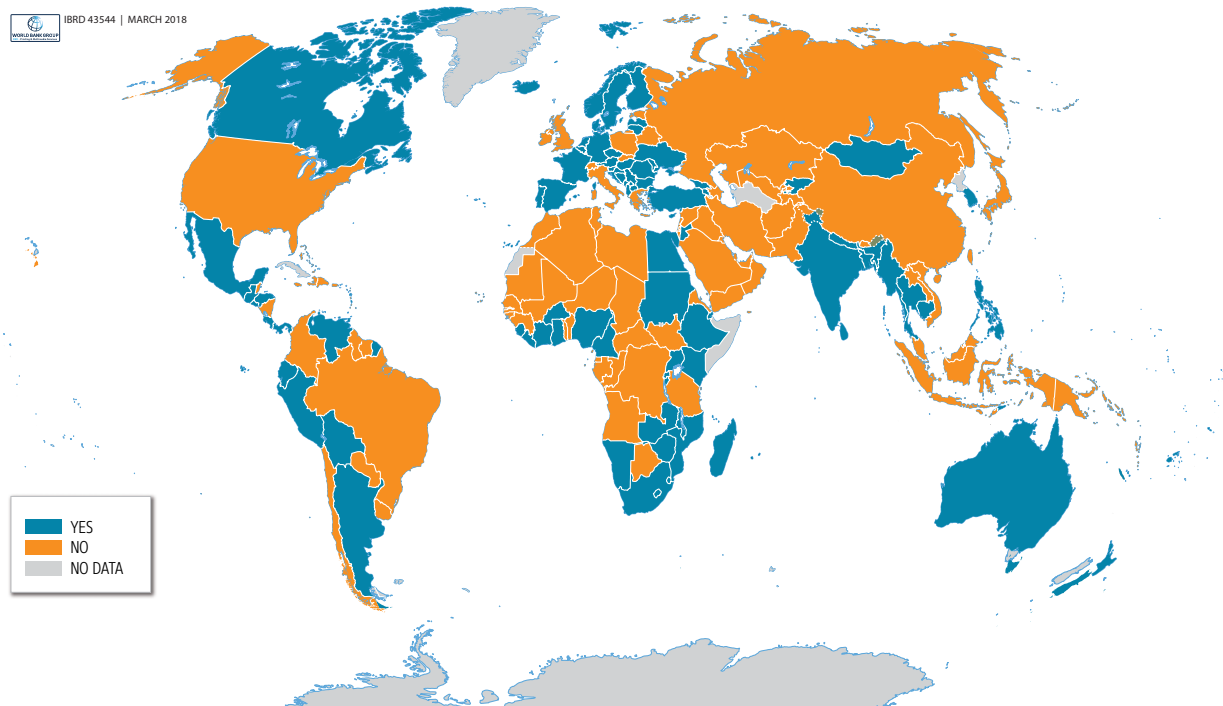 IBRD 43544 | MARCH 2018
WORLD BANK GROUP
YES
NO
NO DATA